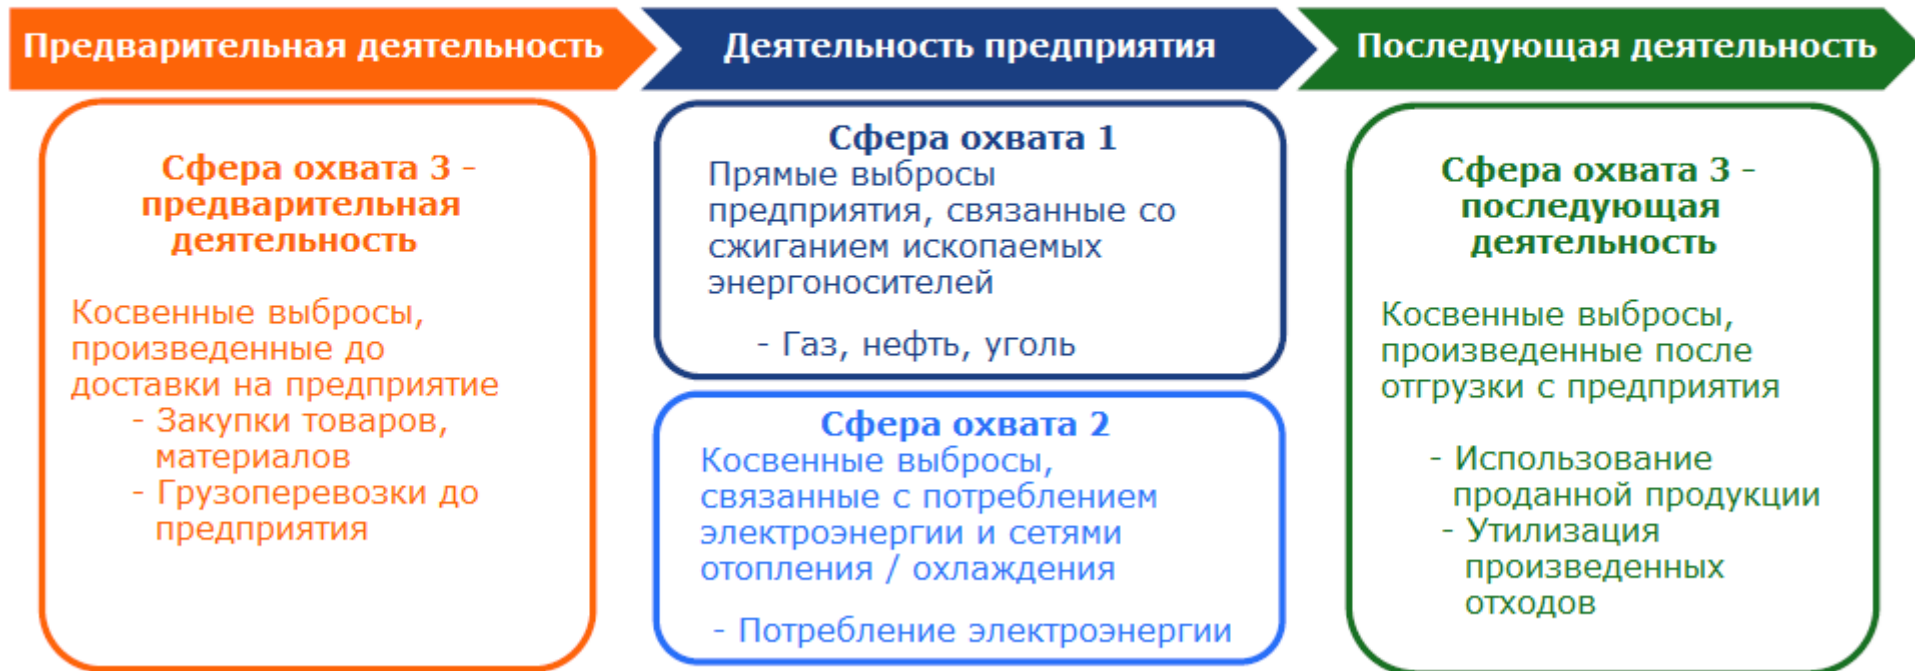 Предварительная деятельность
Деятельность предприятия
Последующая деятельность
Сфера охвата 3 -
предварительная
деятельность
Косвенные выбросы,
произведенные до
доставки на предприятие
- Закупки товаров,
материалов
- Грузоперевозки до
предприятия
Сфера охвата 1
Прямые выбросы
предприятия, связанные со
сжиганием ископаемых
энергоносителей
- Газ, нефть, уголь
Сфера охвата 2
Косвенные выбросы,
связанные с потреблением
электроэнергии и сетями
отопления / охлаждения
- Потребление электроэнергии
Сфера охвата 3 -
последующая
деятельность
Косвенные выбросы,
произведенные после
отгрузки с предприятия
- Использование
проданной продукции
- Утилизация
произведенных
отходов